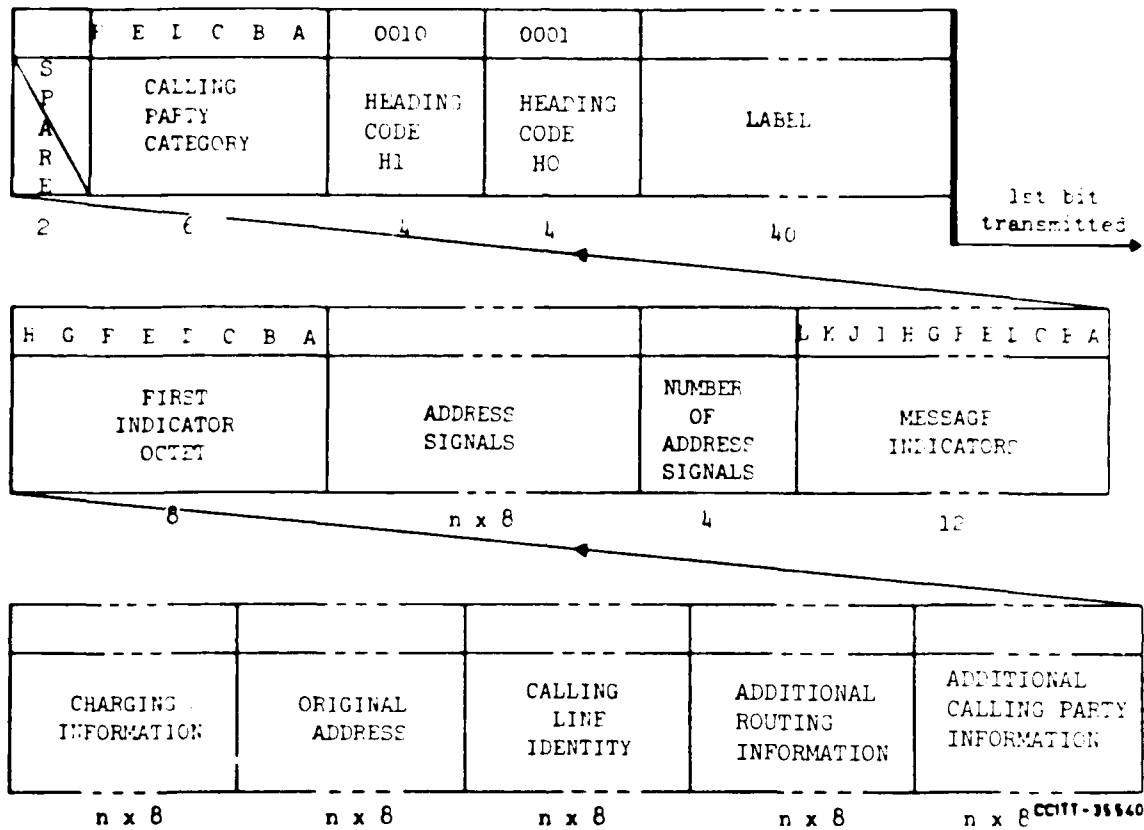 F E D C B A 0010 0001
SPARE
CALLING
PARTY
CATEGORY
HEADING
CODE
H1
HEADING
CODE
H0
LABEL
2 6 4 4 40
1st bit
transmitted
H G F E D C B A
L K J I H G F E D C B A
FIRST
INDICATOR
OCTET
ADDRESS
SIGNALS
NUMBER
OF
ADDRESS
SIGNALS
MESSAGE
INDICATORS
8 n x 8 4 12
CHARGING
INFORMATION
ORIGINAL
ADDRESS
CALLING
LINE
IDENTITY
ADDITIONAL
ROUTING
INFORMATION
ADDITIONAL
CALLING PARTY
INFORMATION
n x 8 n x 8 n x 8 n x 8 n x 8
CCITT-35540